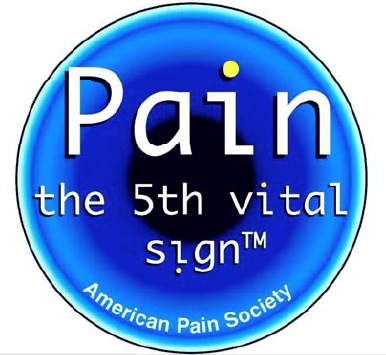 Pain
the 5th vital
sign™
American Pain Society